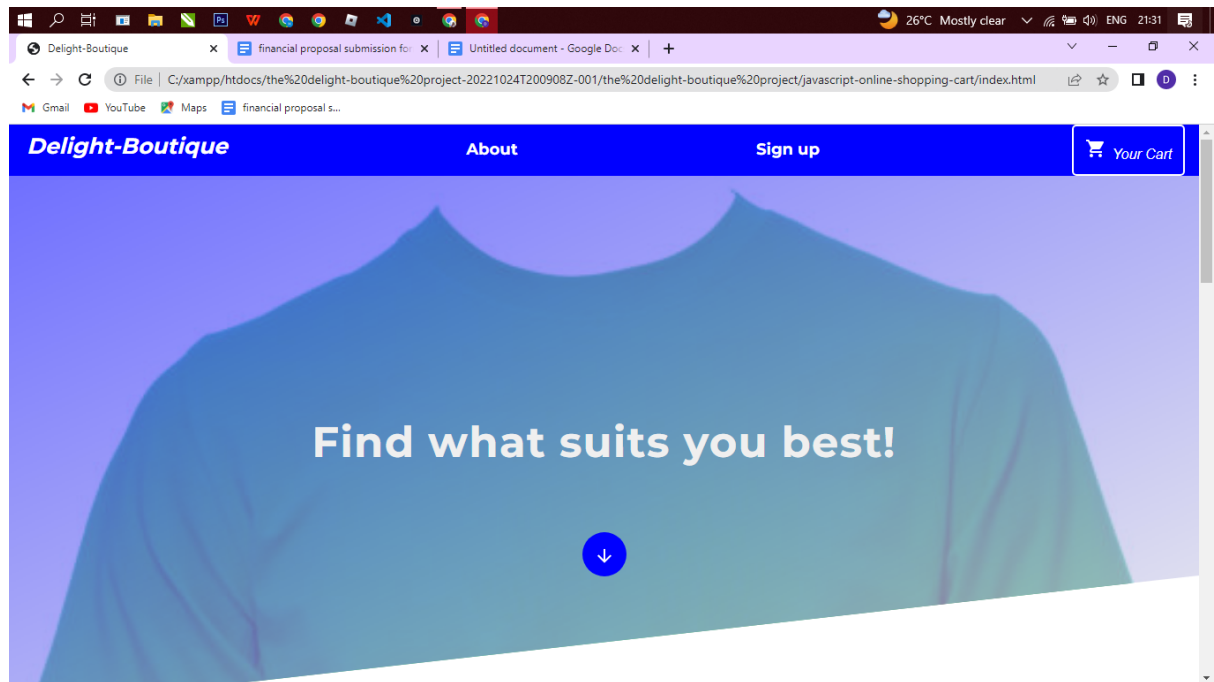 26°C Mostly clear ENG 21:31
Delight-Boutique financial proposal submission for Untitled document - Google Doc
File C:/xampp/htdocs/the%20delight-boutique%20project-20221024T200908Z-001/the%20delight-boutique%20project/javascript-online-shopping-cart/index.html D
Gmail YouTube Maps financial proposal s...
Delight-Boutique About Sign up Your Cart
Find what suits you best!